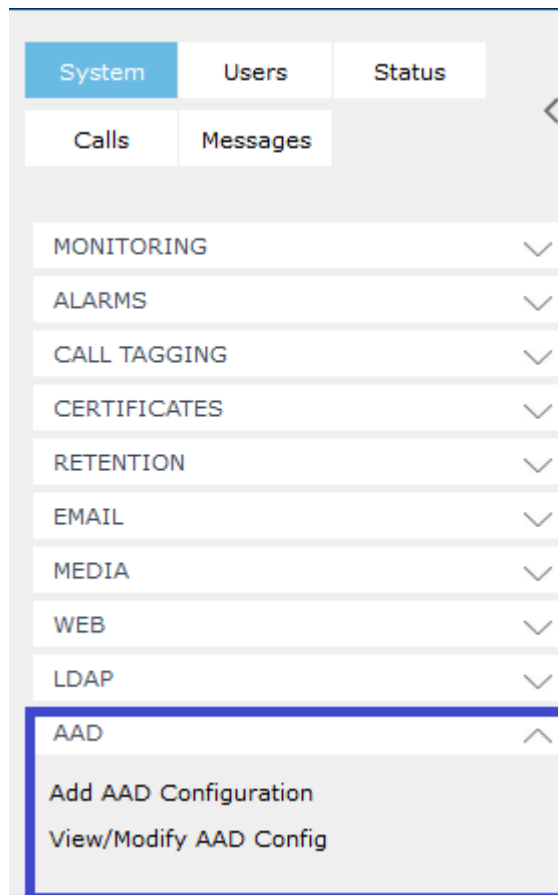 System Users Status
Calls Messages
MONITORING
ALARMS
CALL TAGGING
CERTIFICATES
RETENTION
EMAIL
MEDIA
WEB
LDAP
AAD
Add AAD Configuration
View/Modify AAD Config